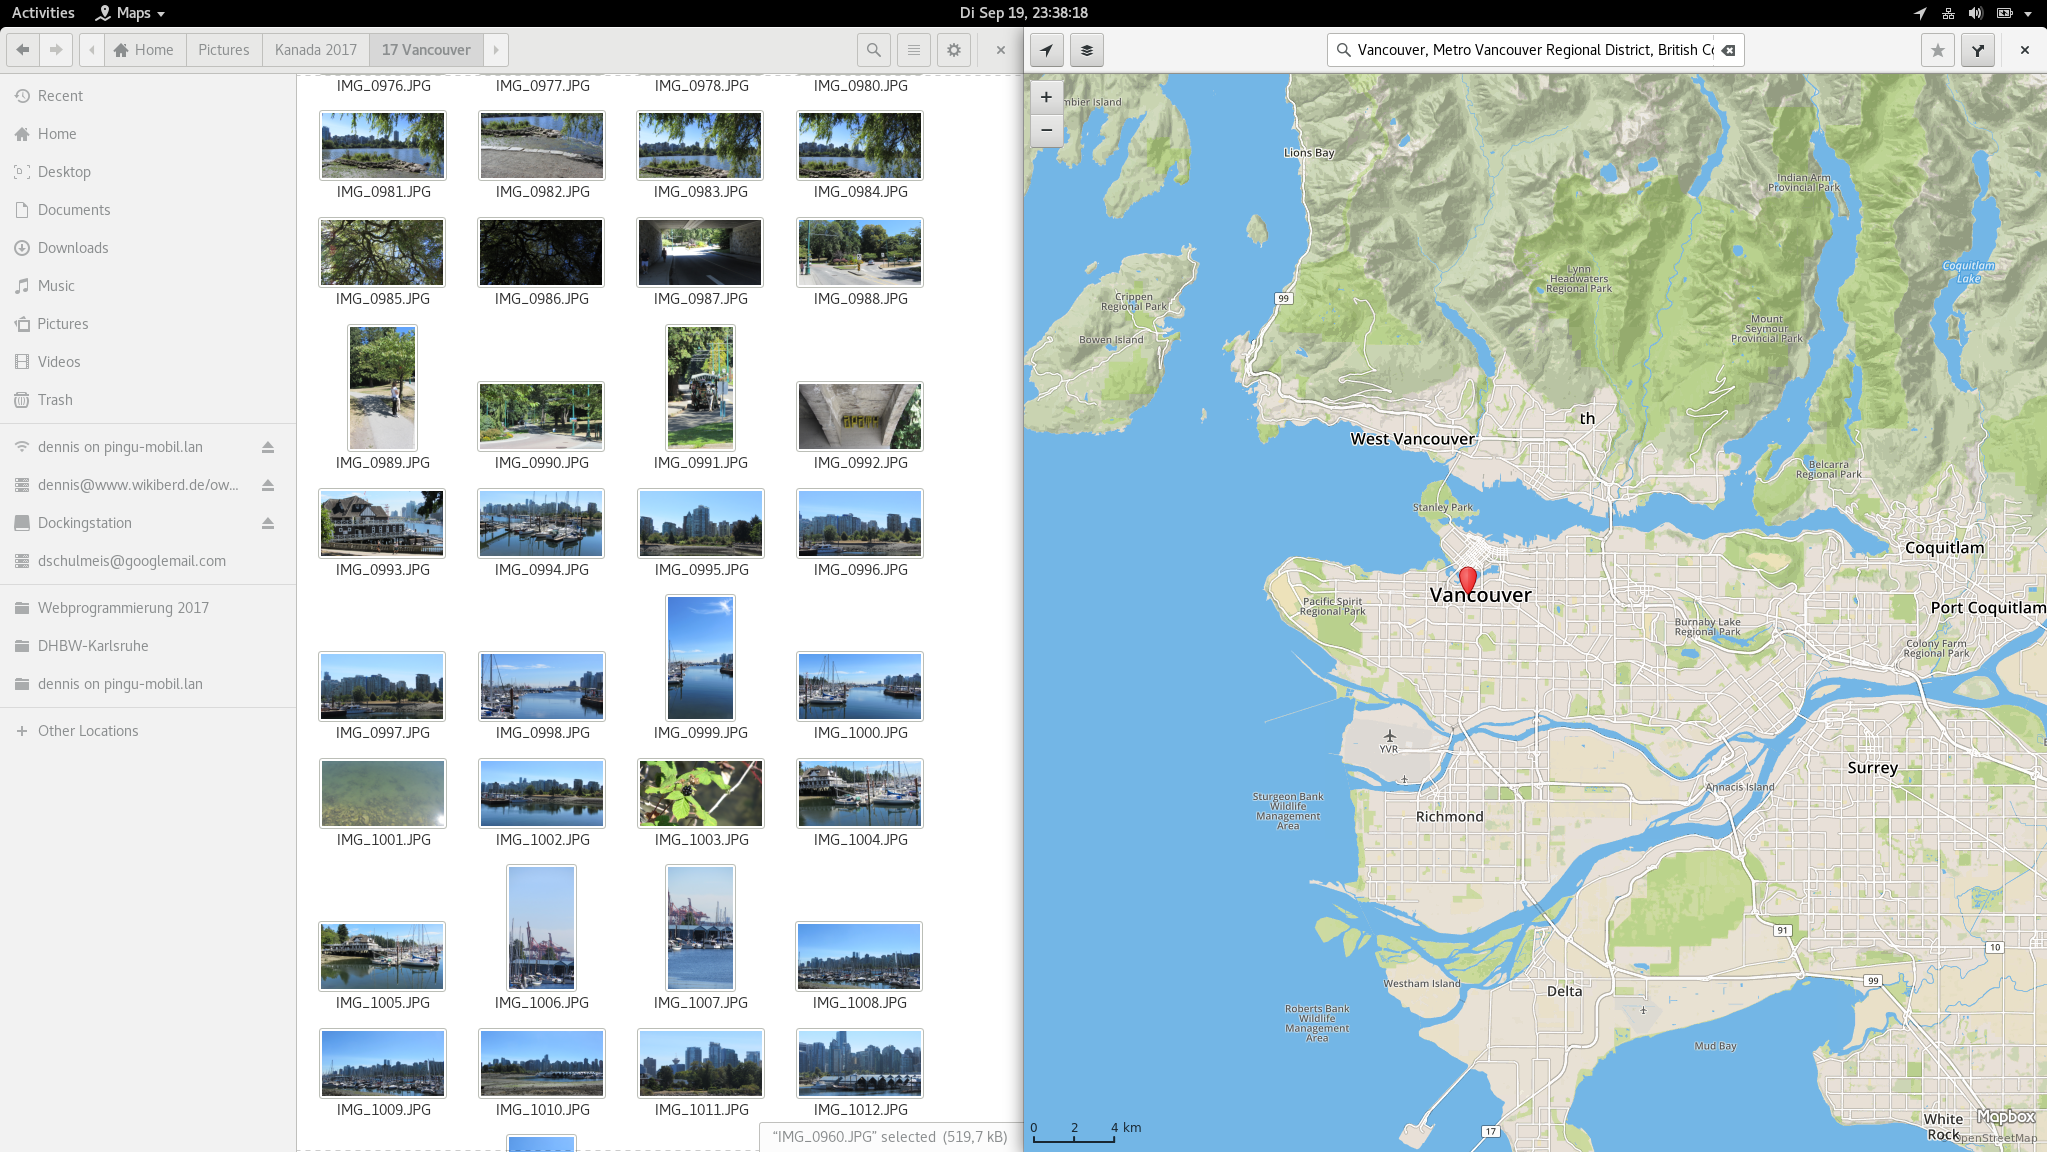 Activities
Maps
Di Sep 19, 23:38:18
Home
Pictures
Kanada 2017
17 Vancouver
Recent
Home
Desktop
Documents
Downloads
Music
Pictures
Videos
Trash
dennis on pingu-mobil.lan
dennis@www.wikiberd.de/ow...
Dockingstation
dschulmeis@googlemail.com
Webprogrammierung 2017
DHBW-Karlsruhe
dennis on pingu-mobil.lan
Other Locations
IMG_0976.JPG IMG_0977.JPG IMG_0978.JPG IMG_0980.JPG
IMG_0981.JPG IMG_0982.JPG IMG_0983.JPG IMG_0984.JPG
IMG_0985.JPG IMG_0986.JPG IMG_0987.JPG IMG_0988.JPG
IMG_0989.JPG IMG_0990.JPG IMG_0991.JPG IMG_0992.JPG
IMG_0993.JPG IMG_0994.JPG IMG_0995.JPG IMG_0996.JPG
IMG_0997.JPG IMG_0998.JPG IMG_0999.JPG IMG_1000.JPG
IMG_1001.JPG IMG_1002.JPG IMG_1003.JPG IMG_1004.JPG
IMG_1005.JPG IMG_1006.JPG IMG_1007.JPG IMG_1008.JPG
IMG_1009.JPG IMG_1010.JPG IMG_1011.JPG IMG_1012.JPG
“IMG_0960.JPG” selected (519,7 kB)
Vancouver, Metro Vancouver Regional District, British Co
+
−
mbier Island
Lions Bay
Indian Arm
Provincial Park
Coquitlam
Lake
Lynn
Headwaters
Regional Park
Crippen
Regional Park
99
Mount
Seymour
Provincial Park
Bowen Island
th
West Vancouver
Belcarra
Regional Park
Stanley Park
Coquitlam
Vancouver
Pacific Spirit
Regional Park
Port Coquitlam
Burnaby Lake
Regional Park
Colony Farm
Regional Park
YVR
Surrey
Annacis Island
Sturgeon Bank
Wildlife
Management
Area
Richmond
91
10
99
Westham Island
Delta
Roberts Bank
Wildlife
Management
Area
Mud Bay
White
Rock
17
0 2 4 km
Mapbox
OpenStreetMap